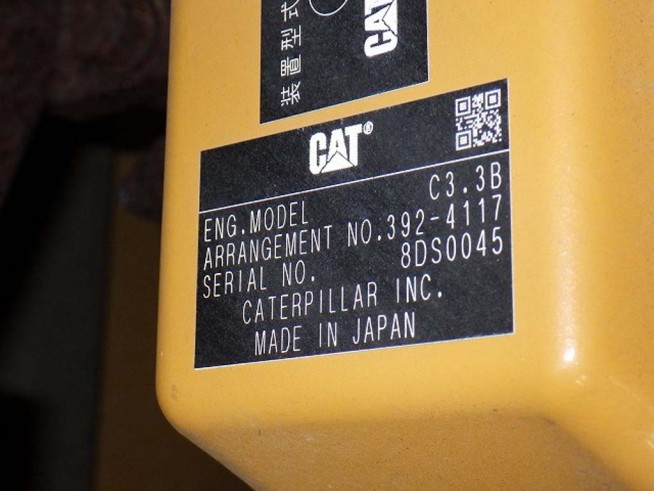 装置型式
CAT
CAT®
ENG.MODEL C3.3B
ARRANGEMENT NO.392-4117
SERIAL NO. 8DS0045
CATERPILLAR INC.
MADE IN JAPAN